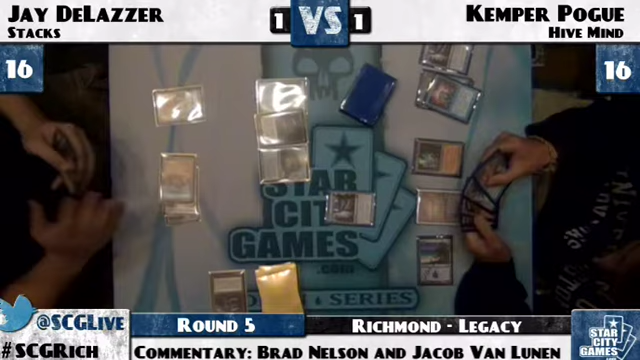 Jay DeLazzer
Stacks
16
1 VS 1
Kemper Pogue
Hive Mind
16
STAR
CITY
GAMES
.com
SERIES
@SCGLive
Round 5
Richmond - Legacy
#SCGRich
Commentary: Brad Nelson and Jacob Van Lunen
STAR
CITY
GAMES